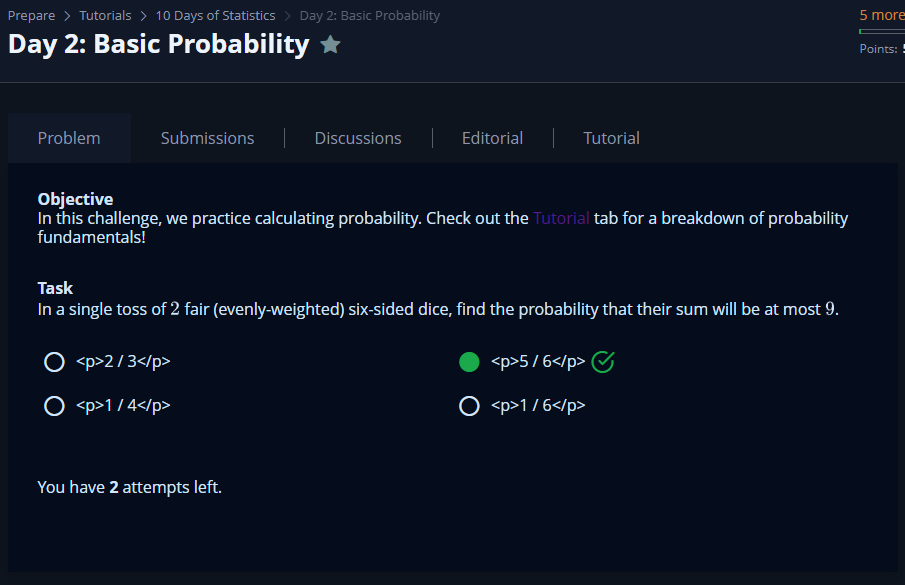 Prepare > Tutorials > 10 Days of Statistics > Day 2: Basic Probability
5 more
Day 2: Basic Probability
Points:
Problem
Submissions
Discussions
Editorial
Tutorial
Objective
In this challenge, we practice calculating probability. Check out the Tutorial tab for a breakdown of probability
fundamentals!
Task
In a single toss of 2 fair (evenly-weighted) six-sided dice, find the probability that their sum will be at most 9.
<p>2 / 3</p>
<p>5 / 6</p>
<p>1 / 4</p>
<p>1 / 6</p>
You have 2 attempts left.